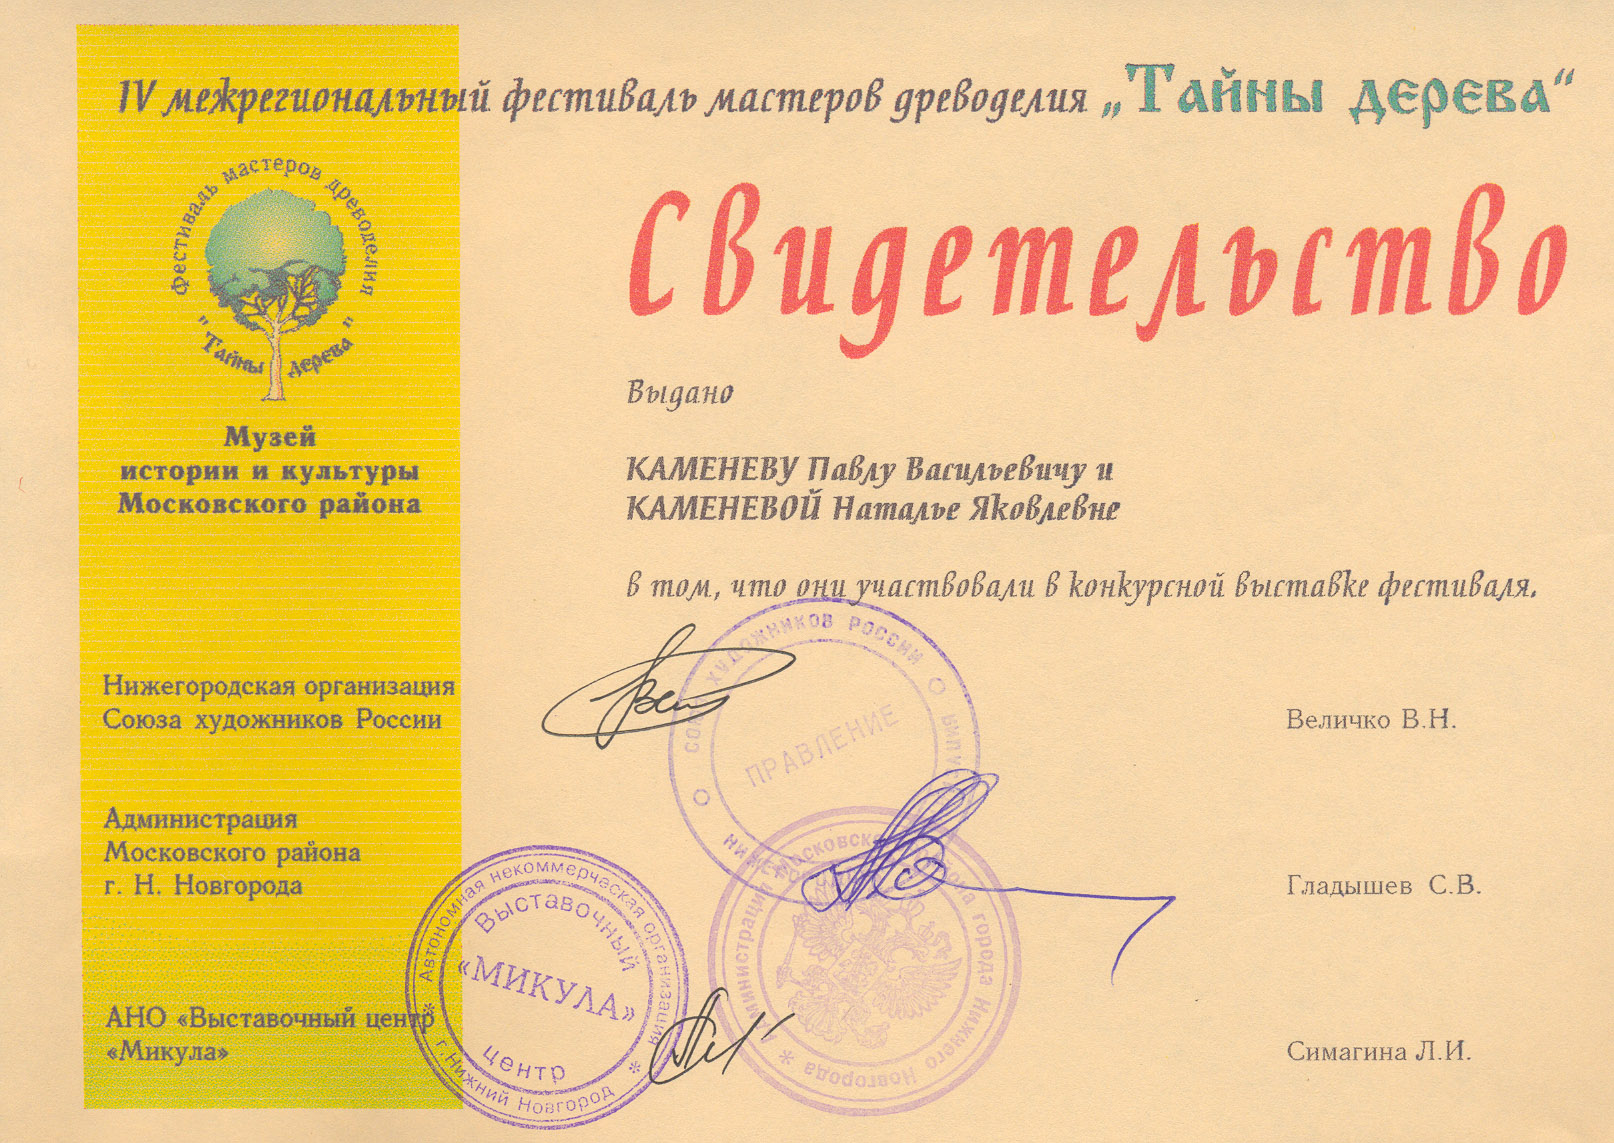 IV межрегиональный фестиваль мастеров древоделия „Тайны дерева“
Свидетельство
Фестиваль мастеров древоделия
"Тайны дерева"
Музей
истории и культуры
Московского района
Выдано
КАМЕНЕВУ Павлу Васильевичу и
КАМЕНЕВОЙ Наталье Яковлевне
в том, что они участвовали в конкурсной выставке фестиваля.
Нижегородская организация
Союза художников России
Величко В.Н.
Администрация
Московского района
г. Н. Новгорода
Гладышев С.В.
АНО «Выставочный центр
«Микула»
Симагина Л.И.
художников России
ПРАВЛЕНИЕ
Администрация Московского района города Нижнего Новгорода
Автономная некоммерческая организация
г.Нижний Новгород
Выставочный
«МИКУЛА»
центр